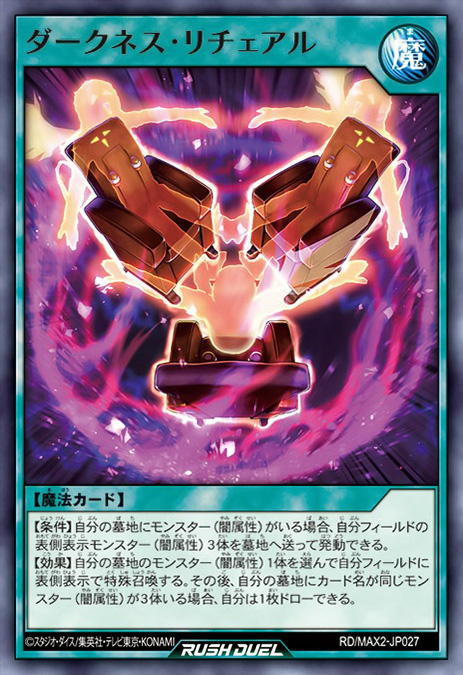 ダークネス・リチェアル
魔
【魔法カード】
【条件】自分の墓地にモンスター(闇属性)がいる場合、自分フィールドの
表側表示モンスター(闇属性)3体を墓地へ送って発動できる。
【効果】自分の墓地のモンスター(闇属性)1体を選んで自分フィールドに
表側表示で特殊召喚する。その後、自分の墓地にカード名が同じモン
スター(闇属性)が3体いる場合、自分は1枚ドローできる。
©スタジオ・ダイス/集英社・テレビ東京・KONAMI
RUSH DUEL
RD/MAX2-JP027